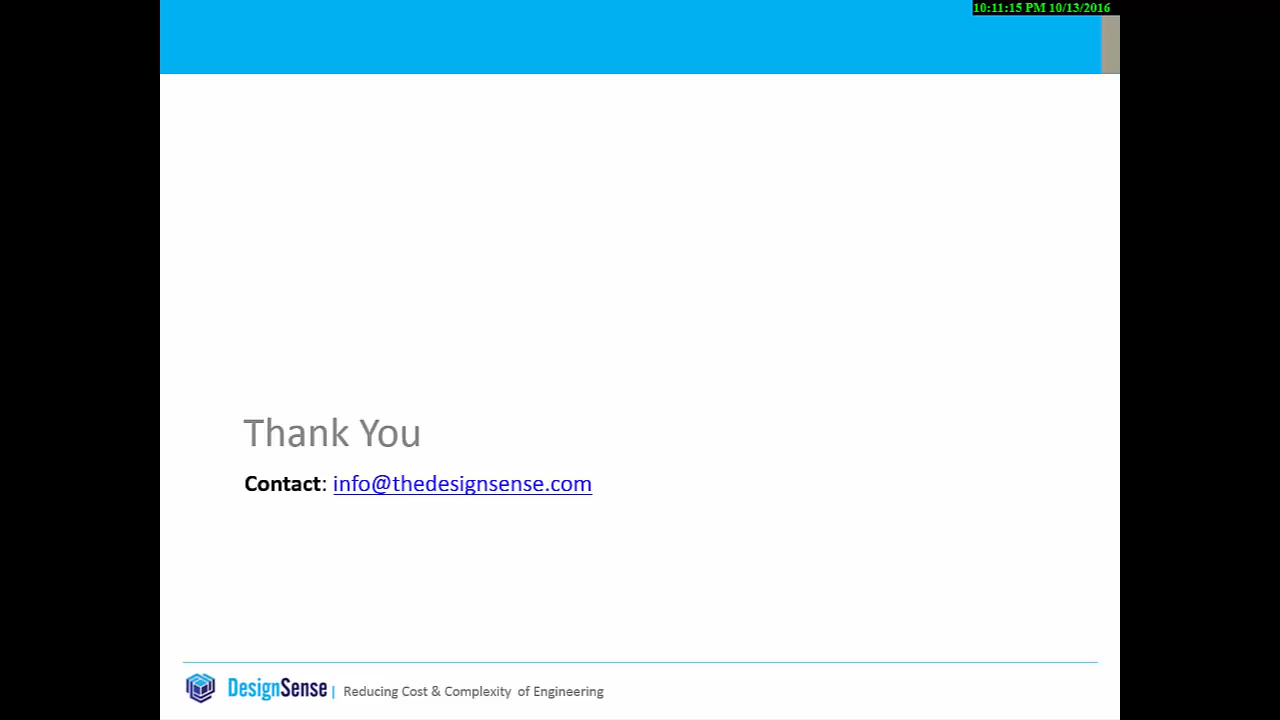 10:11:15 PM 10/13/2016
Thank You
Contact: info@thedesignsense.com
DesignSense | Reducing Cost & Complexity of Engineering